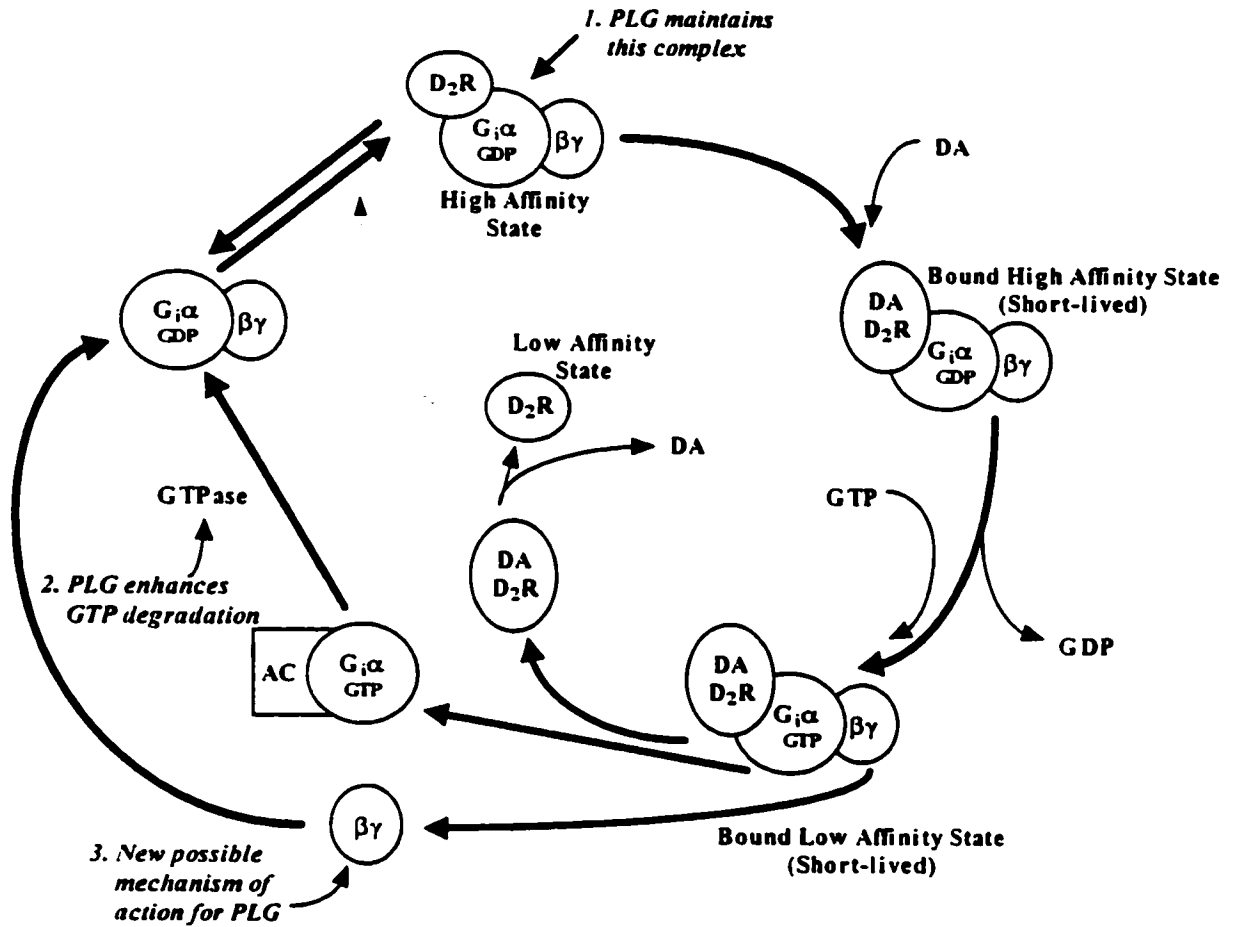 1. PLG maintains
this complex
D₂R
Gᵢα
GDP
βγ
High Affinity
State
DA
Bound High Affinity State
(Short-lived)
DA
D₂R
Gᵢα
GDP
βγ
Gᵢα
GDP
βγ
Low Affinity
State
D₂R
DA
GTPase
GTP
2. PLG enhances
GTP degradation
DA
D₂R
GDP
AC
Gᵢα
GTP
DA
D₂R
Gᵢα
GTP
βγ
βγ
Bound Low Affinity State
(Short-lived)
3. New possible
mechanism of
action for PLG